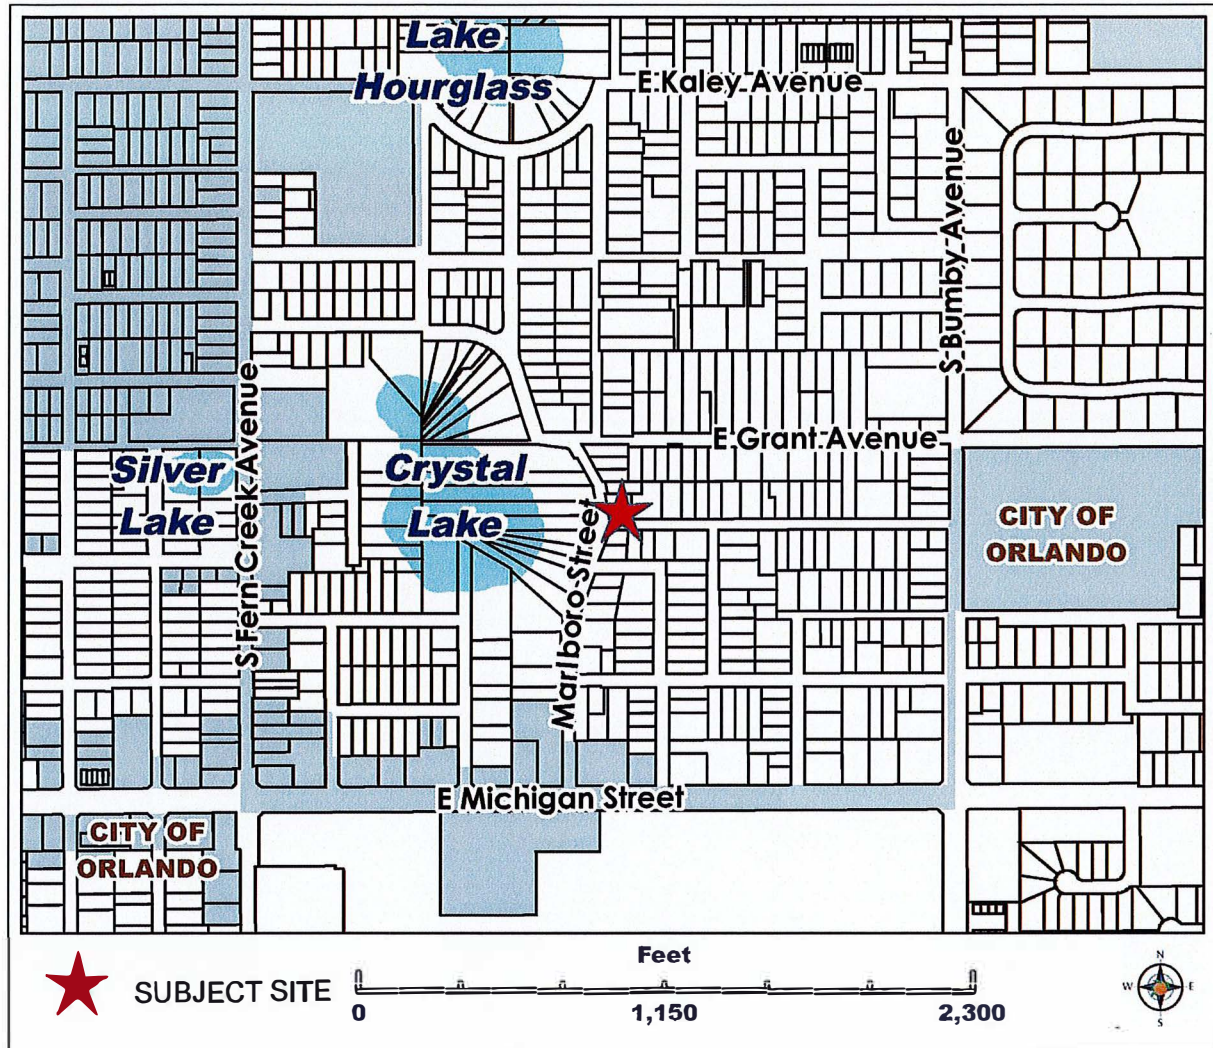 Lake
Hourglass
E Kaley Avenue
S Bumby Avenue
S Fern Creek Avenue
E Grant Avenue
Silver
Lake
Crystal
Lake
Marlboro Street
CITY OF
ORLANDO
E Michigan Street
CITY OF
ORLANDO
SUBJECT SITE
Feet
0 1,150 2,300
N
W E
S